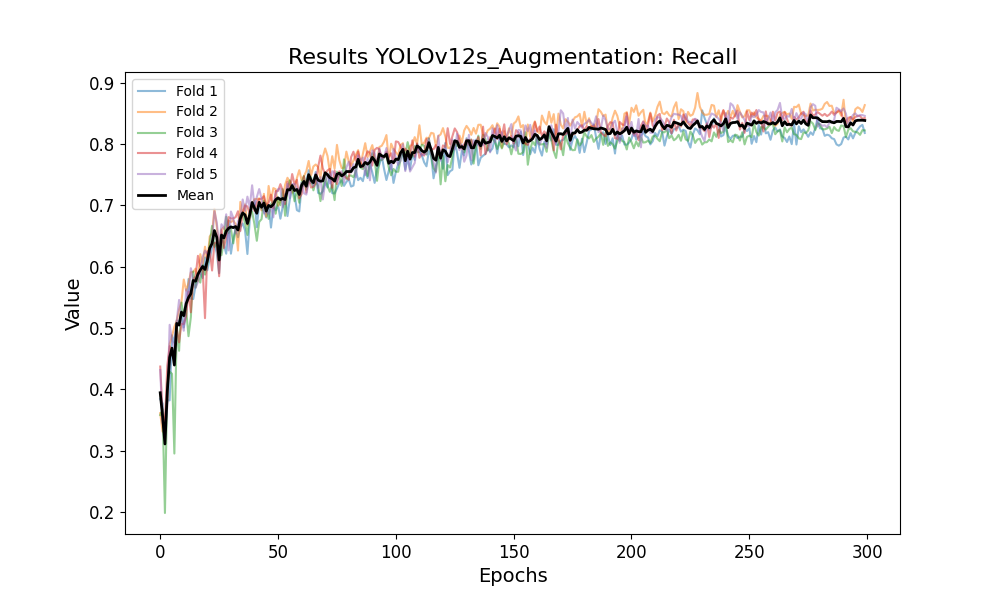 Results YOLOv12s_Augmentation: Recall
0.9
0.8
0.7
0.6
0.5
0.4
0.3
0.2
Value
Fold 1
Fold 2
Fold 3
Fold 4
Fold 5
Mean
0 50 100 150 200 250 300
Epochs